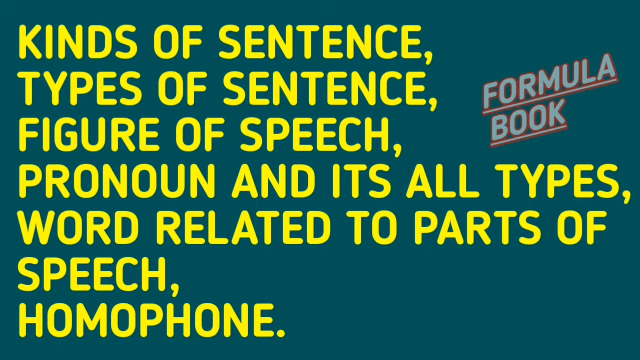 KINDS OF SENTENCE,
TYPES OF SENTENCE,
FIGURE OF SPEECH,
PRONOUN AND ITS ALL TYPES,
WORD RELATED TO PARTS OF
SPEECH,
HOMOPHONE.
FORMULA
BOOK